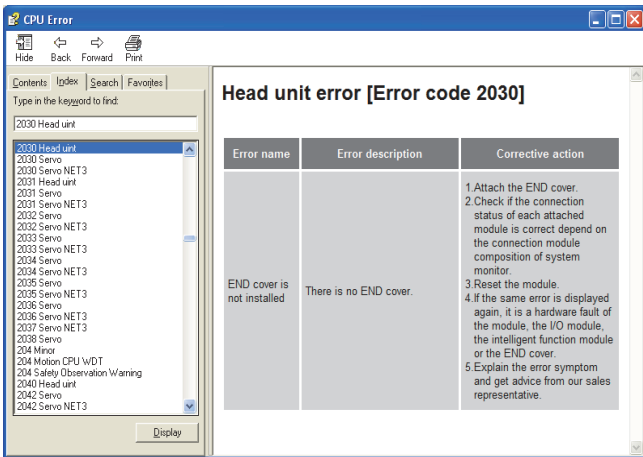 CPU Error
Hide Back Forward Print
Contents Index Search Favorites
Type in the keyword to find:
2030 Head uint
2030 Head uint
2030 Servo
2030 Servo NET3
2031 Head uint
2031 Servo
2031 Servo NET3
2032 Servo
2032 Servo NET3
2033 Servo
2033 Servo NET3
2034 Servo
2034 Servo NET3
2035 Servo
2035 Servo NET3
2036 Servo
2036 Servo NET3
2037 Servo NET3
2038 Servo
204 Minor
204 Motion CPU WDT
204 Safety Observation Warning
2040 Head uint
2042 Servo
2042 Servo NET3
Display
Head unit error [Error code 2030]
Error name Error description Corrective action
END cover is
not installed
There is no END cover.
1.Attach the END cover.
2.Check if the connection
status of each attached
module is correct depend on
the connection module
composition of system
monitor.
3.Reset the module.
4.If the same error is displayed
again, it is a hardware fault of
the module, the I/O module,
the intelligent function module
or the END cover.
5.Explain the error symptom
and get advice from our sales
representative.